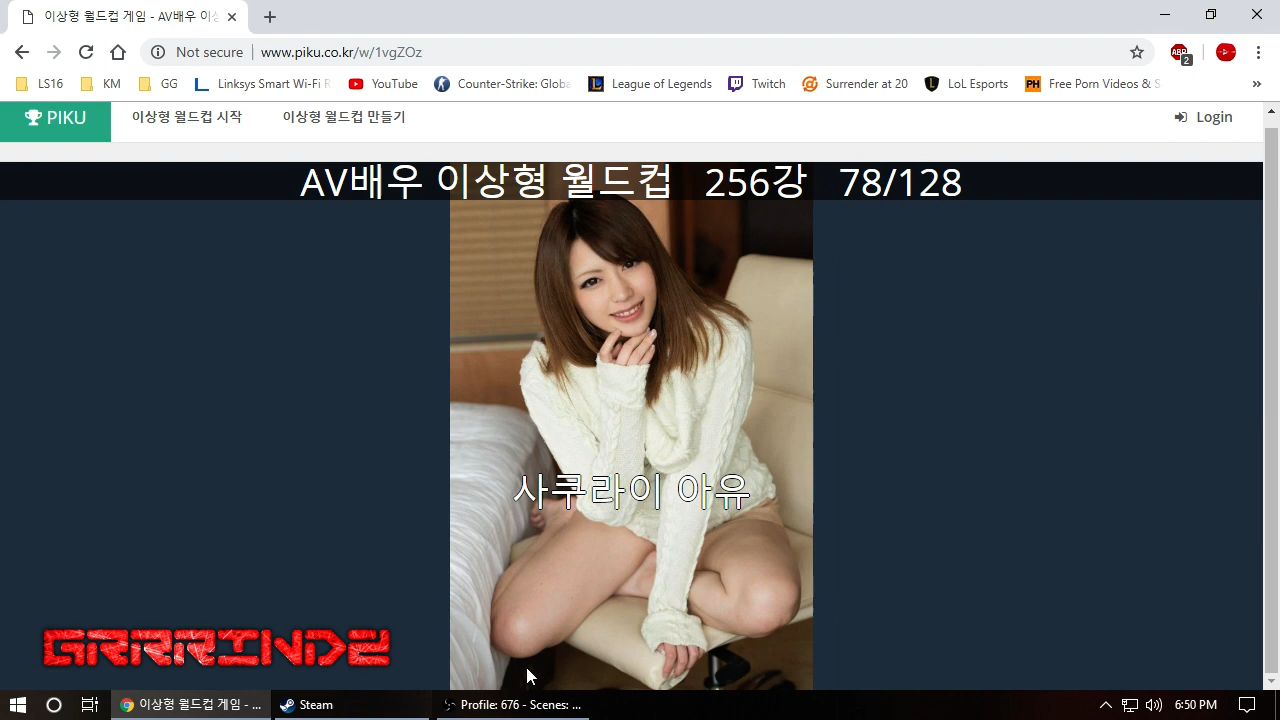 이상형 월드컵 게임 - AV배우 이상
Not secure
www.piku.co.kr/w/1vgZOz
ABP
2
LS16
KM
GG
Linksys Smart Wi-Fi R
YouTube
Counter-Strike: Globa
League of Legends
Twitch
Surrender at 20
LoL Esports
PH
Free Porn Videos & S
»
PIKU
이상형 월드컵 시작
이상형 월드컵 만들기
Login
AV배우 이상형 월드컵 256강 78/128
사쿠라이 아유
GRRRINDY
이상형 월드컵 게임 - ...
Steam
Profile: 676 - Scenes: ...
6:50 PM